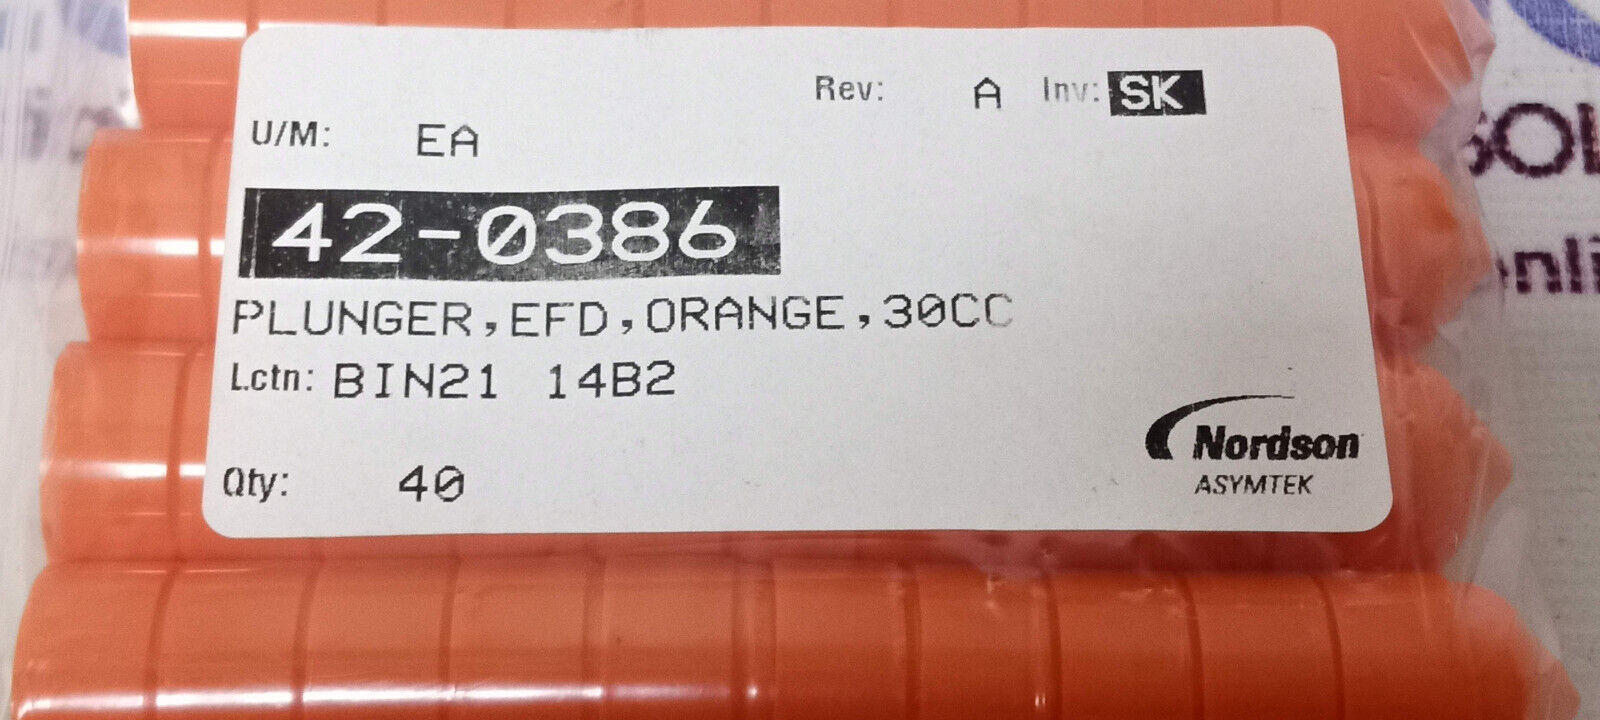 Rev: A Inv: SK
U/M: EA
42-0386
PLUNGER,EFD,ORANGE,30CC
Lctn: BIN21 14B2
Nordson
ASYMTEK
Qty: 40